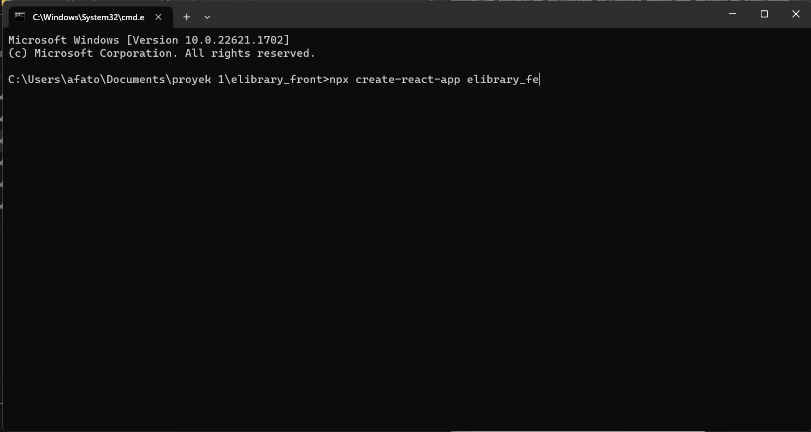 C:\Windows\System32\cmd.e
Microsoft Windows [Version 10.0.22621.1702]
(c) Microsoft Corporation. All rights reserved.
C:\Users\afato\Documents\proyek 1\elibrary_front>npx create-react-app elibrary_fe